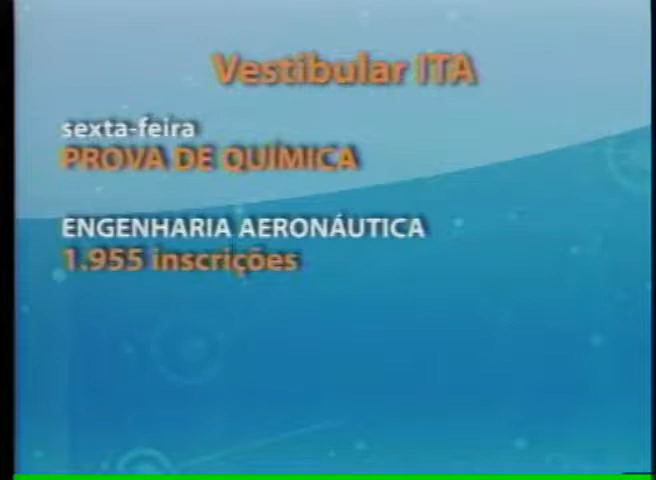 Vestibular ITA
sexta-feira
PROVA DE QUÍMICA
ENGENHARIA AERONÁUTICA
1.955 inscrições